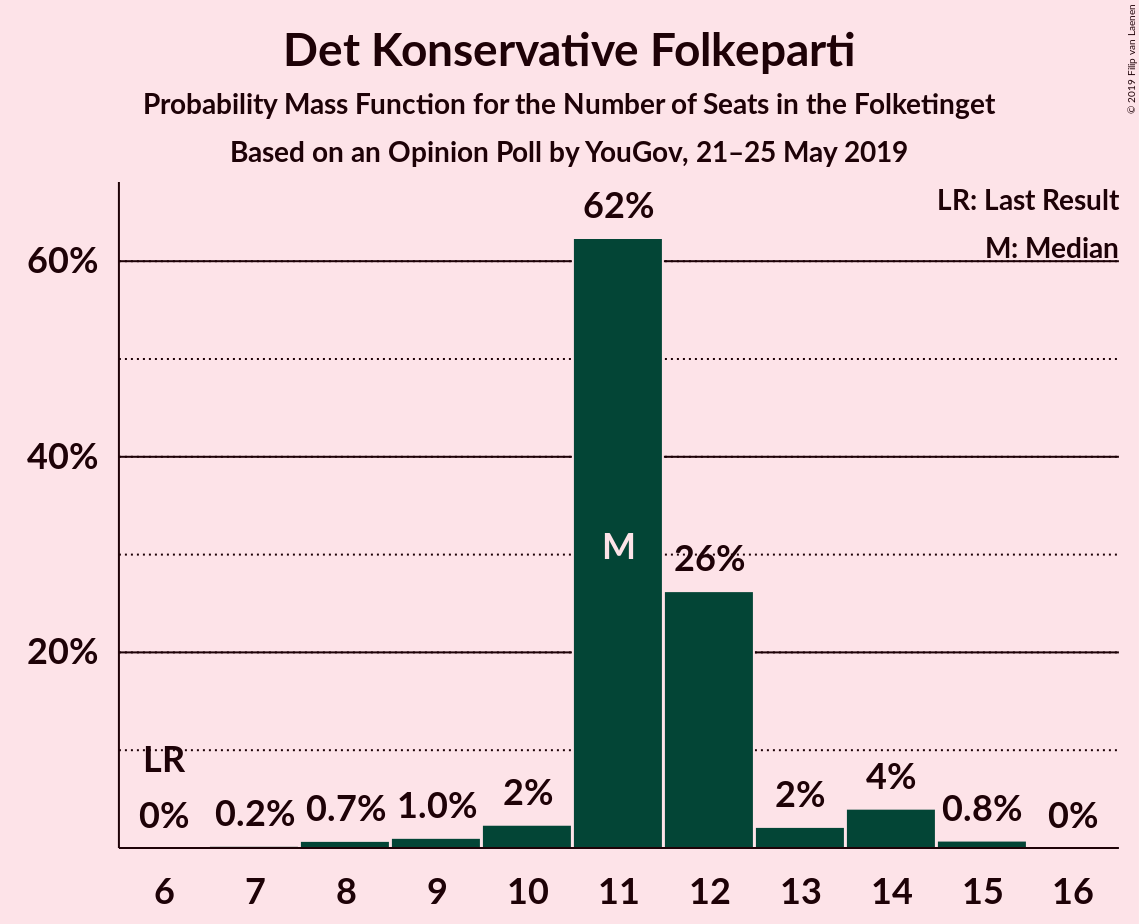 Det Konservative Folkeparti
Probability Mass Function for the Number of Seats in the Folketinget
Based on an Opinion Poll by YouGov, 21–25 May 2019
© 2019 Filip van Laenen
LR: Last Result
M: Median
62%
60%
40%
M
26%
20%
LR
0%
0.2%
0.7%
1.0%
2%
2%
4%
0.8%
0%
6 7 8 9 10 11 12 13 14 15 16